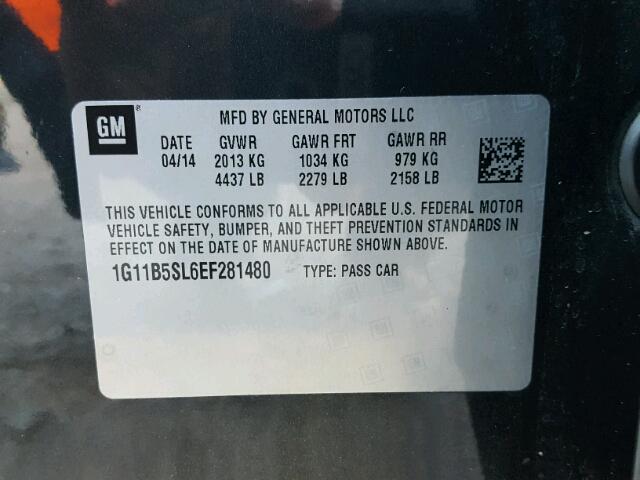 GM ®
MFD BY GENERAL MOTORS LLC
DATE GVWR GAWR FRT GAWR RR
04/14 2013 KG 1034 KG 979 KG
4437 LB 2279 LB 2158 LB
THIS VEHICLE CONFORMS TO ALL APPLICABLE U.S. FEDERAL MOTOR
VEHICLE SAFETY, BUMPER, AND THEFT PREVENTION STANDARDS IN
EFFECT ON THE DATE OF MANUFACTURE SHOWN ABOVE.
1G11B5SL6EF281480 TYPE: PASS CAR